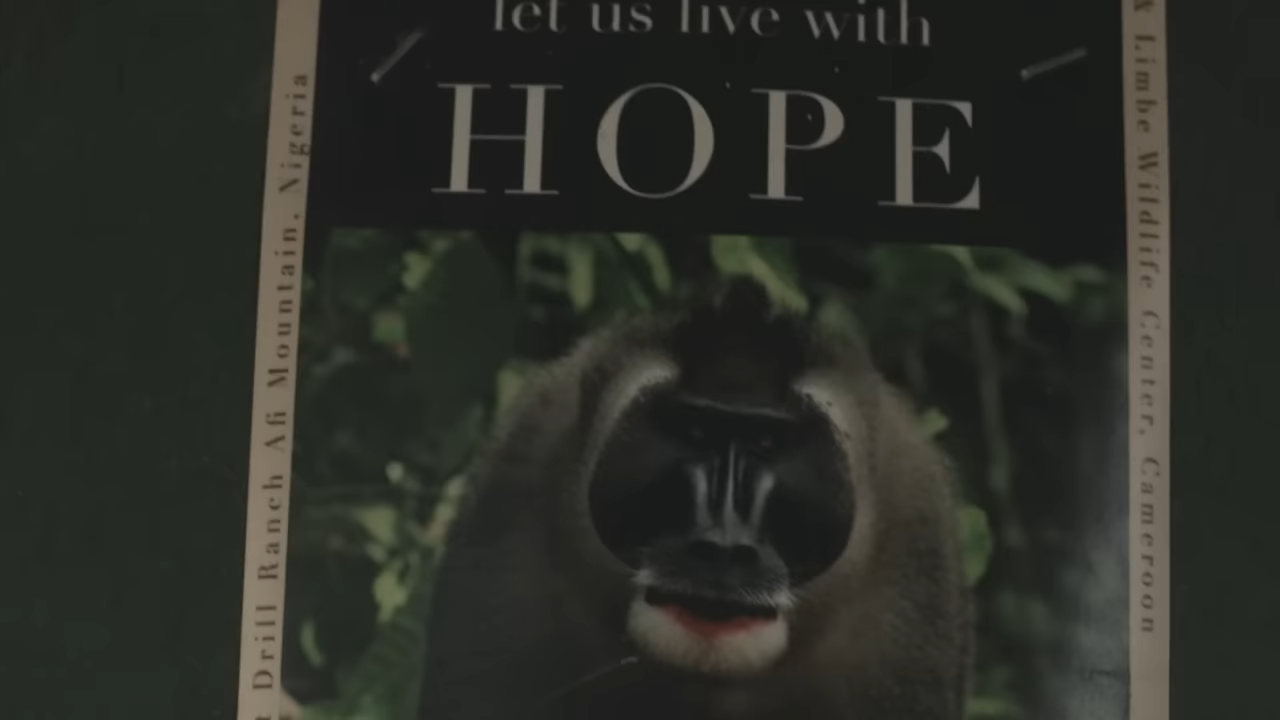 let us live with
HOPE
Drill Ranch Afi Mountain, Nigeria
& Limbe Wildlife Center, Cameroon